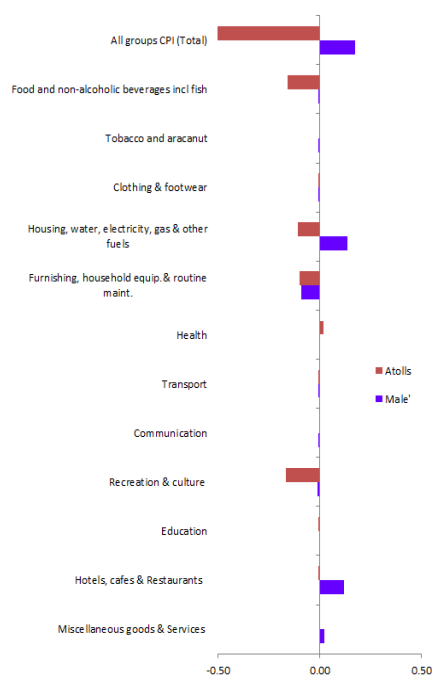 All groups CPI (Total)
Food and non-alcoholic beverages incl fish
Tobacco and aracanut
Clothing & footwear
Housing, water, electricity, gas & other
fuels
Furnishing, household equip.& routine
maint.
Health
Atolls
Transport
Male'
Communication
Recreation & culture
Education
Hotels, cafes & Restaurants
Miscellaneous goods & Services
-0.50 0.00 0.50